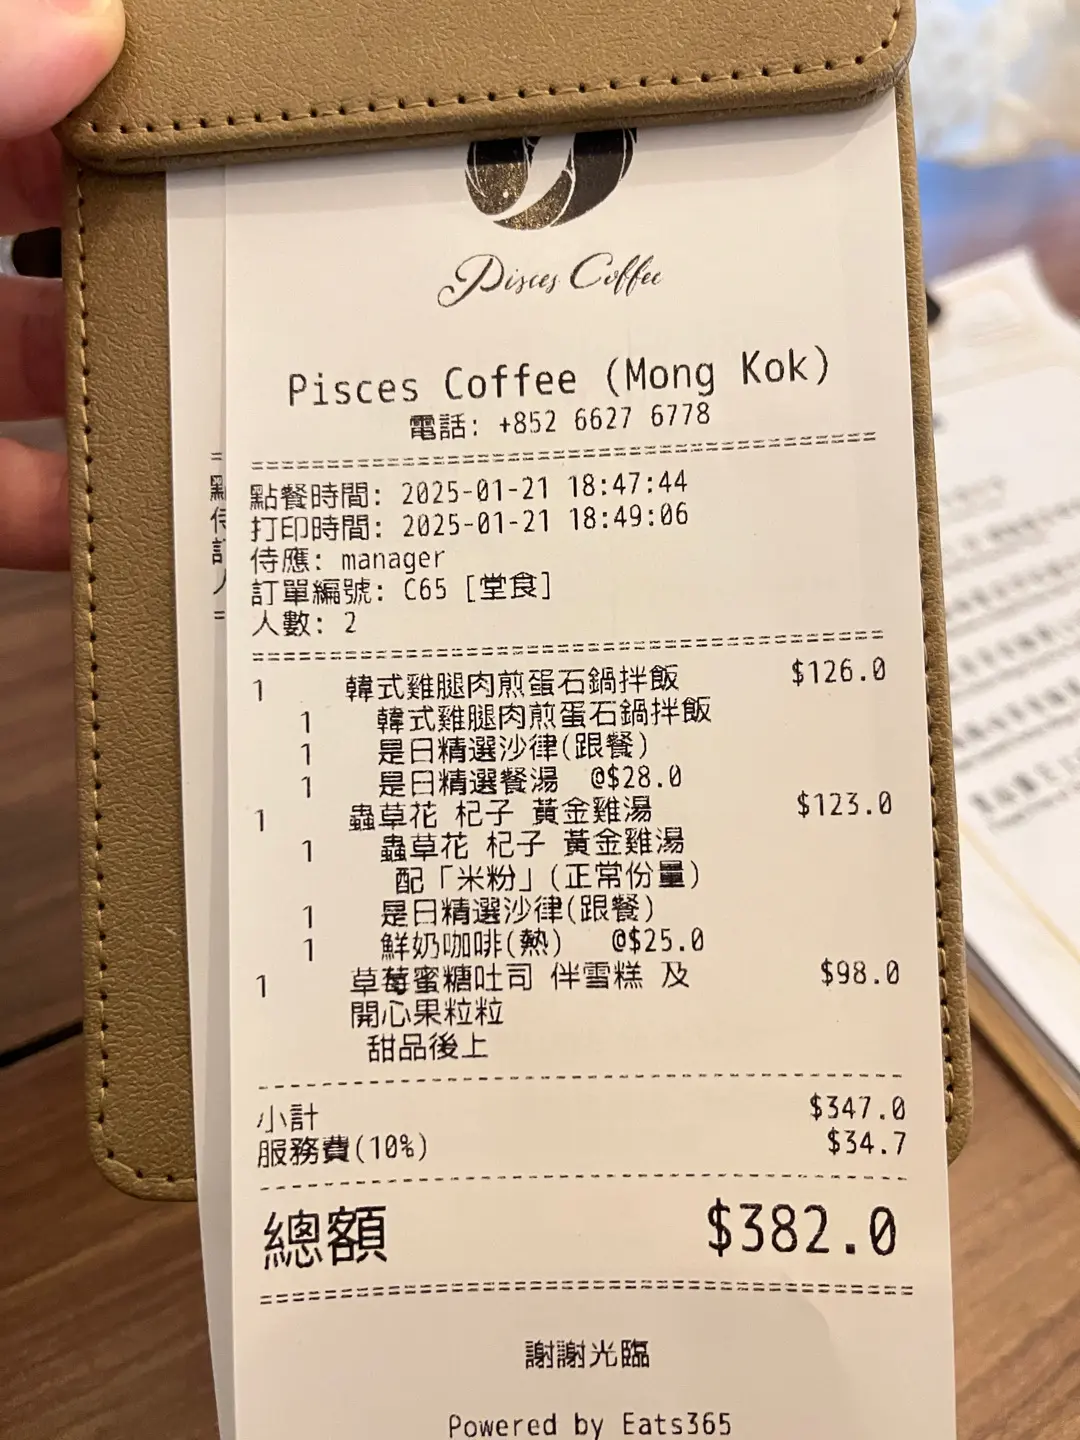 Pisces Coffee
Pisces Coffee (Mong Kok)
電話: +852 6627 6778
點餐時間: 2025-01-21 18:47:44
打印時間: 2025-01-21 18:49:06
侍應: manager
訂單編號: C65 [堂食]
人數: 2
1 韓式雞腿肉煎蛋石鍋拌飯 $126.0
1 韓式雞腿肉煎蛋石鍋拌飯
1 是日精選沙律(跟餐)
1 是日精選餐湯 @$28.0
1 蟲草花 杞子 黃金雞湯 $123.0
1 蟲草花 杞子 黃金雞湯
配「米粉」(正常份量)
1 是日精選沙律(跟餐)
1 鮮奶咖啡(熱) @$25.0
1 草莓蜜糖吐司 伴雪糕 及 $98.0
開心果粒粒
甜品後上
小計 $347.0
服務費(10%) $34.7
總額 $382.0
謝謝光臨
Powered by Eats365